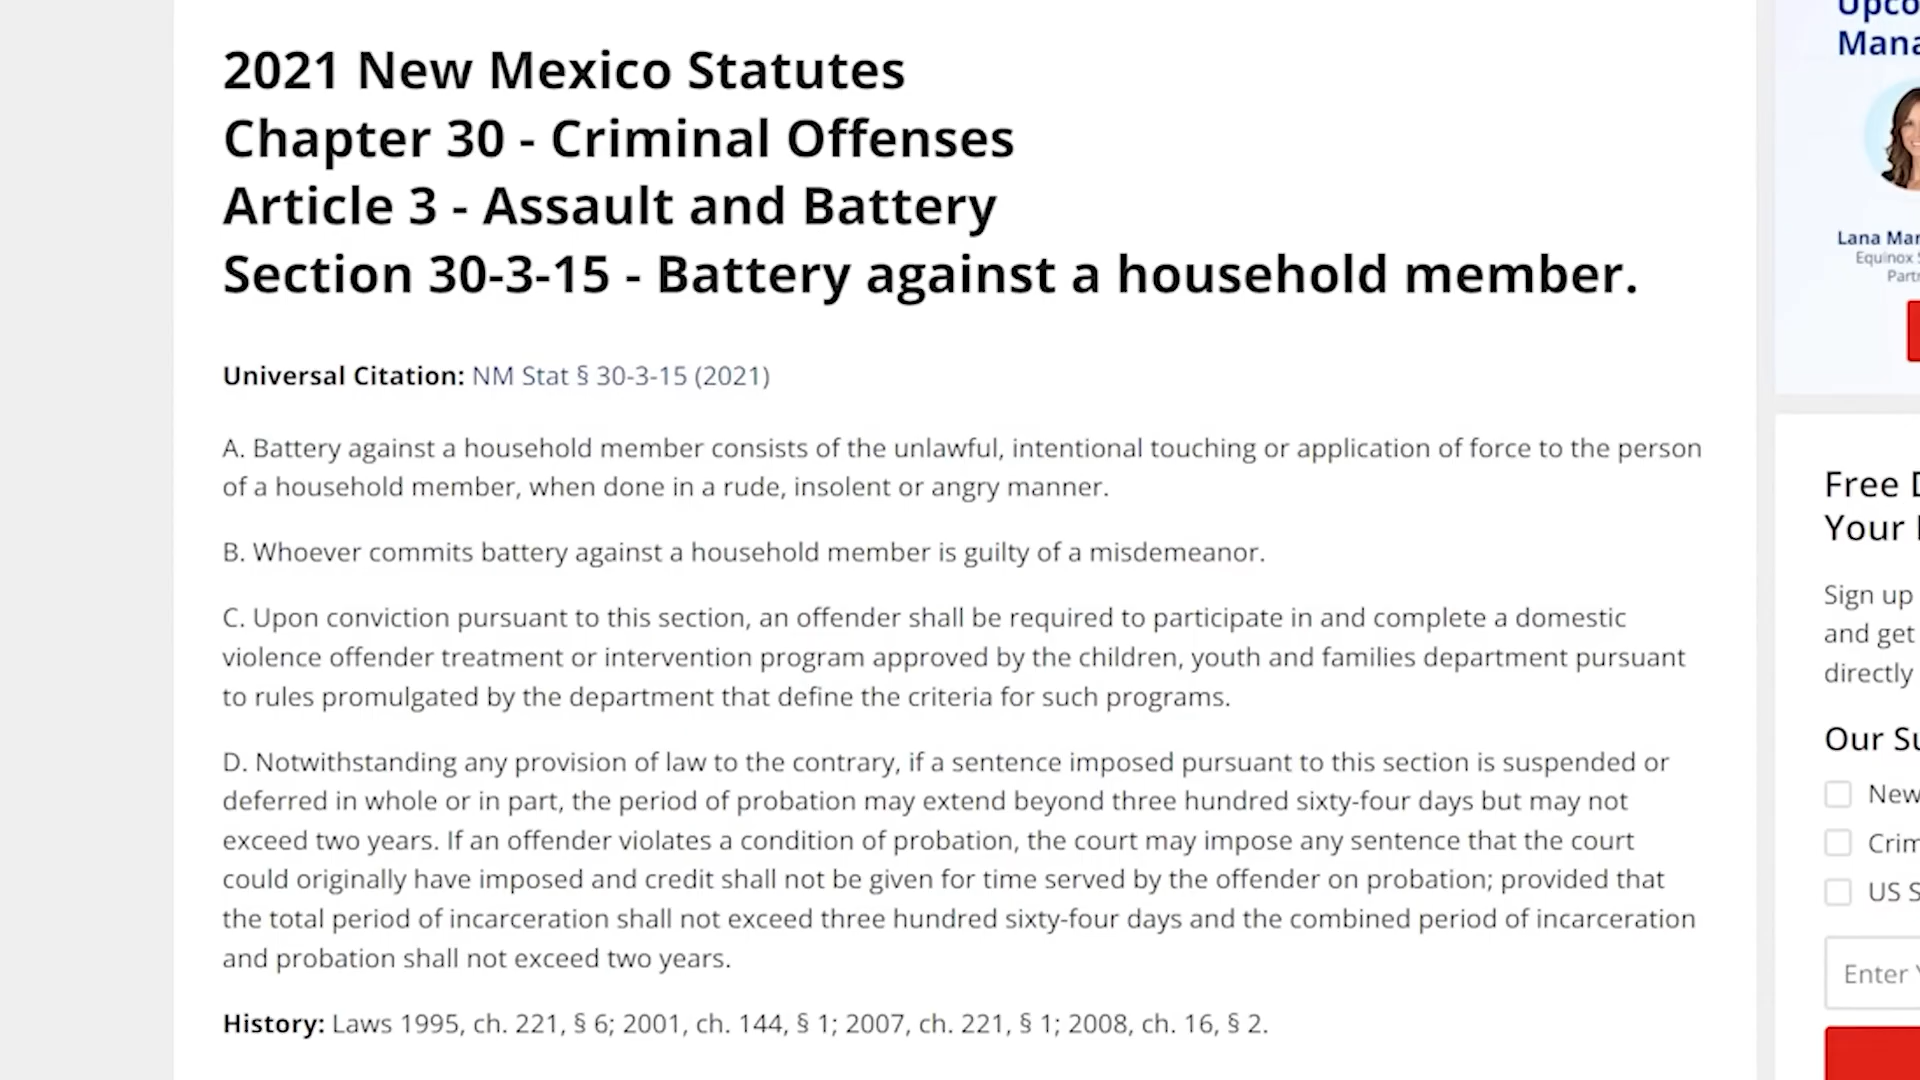 2021 New Mexico Statutes
Chapter 30 - Criminal Offenses
Article 3 - Assault and Battery
Section 30-3-15 - Battery against a household member.
Universal Citation: NM Stat § 30-3-15 (2021)
A. Battery against a household member consists of the unlawful, intentional touching or application of force to the person
of a household member, when done in a rude, insolent or angry manner.
B. Whoever commits battery against a household member is guilty of a misdemeanor.
C. Upon conviction pursuant to this section, an offender shall be required to participate in and complete a domestic
violence offender treatment or intervention program approved by the children, youth and families department pursuant
to rules promulgated by the department that define the criteria for such programs.
D. Notwithstanding any provision of law to the contrary, if a sentence imposed pursuant to this section is suspended or
deferred in whole or in part, the period of probation may extend beyond three hundred sixty-four days but may not
exceed two years. If an offender violates a condition of probation, the court may impose any sentence that the court
could originally have imposed and credit shall not be given for time served by the offender on probation; provided that
the total period of incarceration shall not exceed three hundred sixty-four days and the combined period of incarceration
and probation shall not exceed two years.
History: Laws 1995, ch. 221, § 6; 2001, ch. 144, § 1; 2007, ch. 221, § 1; 2008, ch. 16, § 2.
Upco
Mana
Lana Mar
Equinox
Partn
Free
Your
Sign up
and get
directly
Our Su
New
Crim
US S
Enter